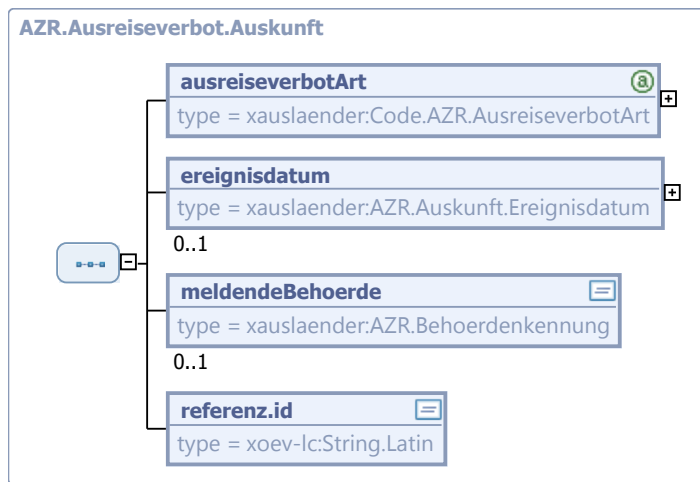 AZR.Ausreiseverbot.Auskunft
ausreiseverbotArt
a
type = xauslaender:Code.AZR.AusreiseverbotArt
ereignisdatum
type = xauslaender:AZR.Auskunft.Ereignisdatum
0..1
meldendeBehoerde
type = xauslaender:AZR.Behoerdenkennung
0..1
referenz.id
type = xoev-lc:String.Latin